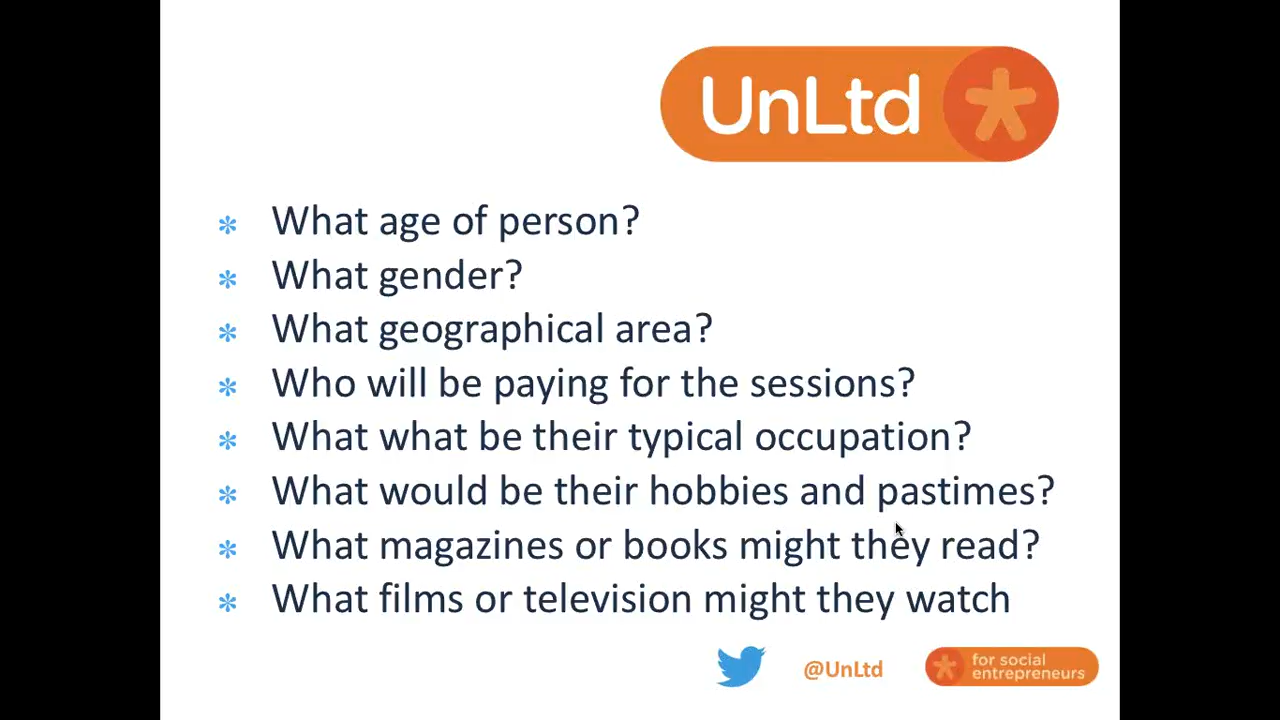 UnLtd
What age of person?
What gender?
What geographical area?
Who will be paying for the sessions?
What what be their typical occupation?
What would be their hobbies and pastimes?
What magazines or books might they read?
What films or television might they watch
@UnLtd
for social
entrepreneurs